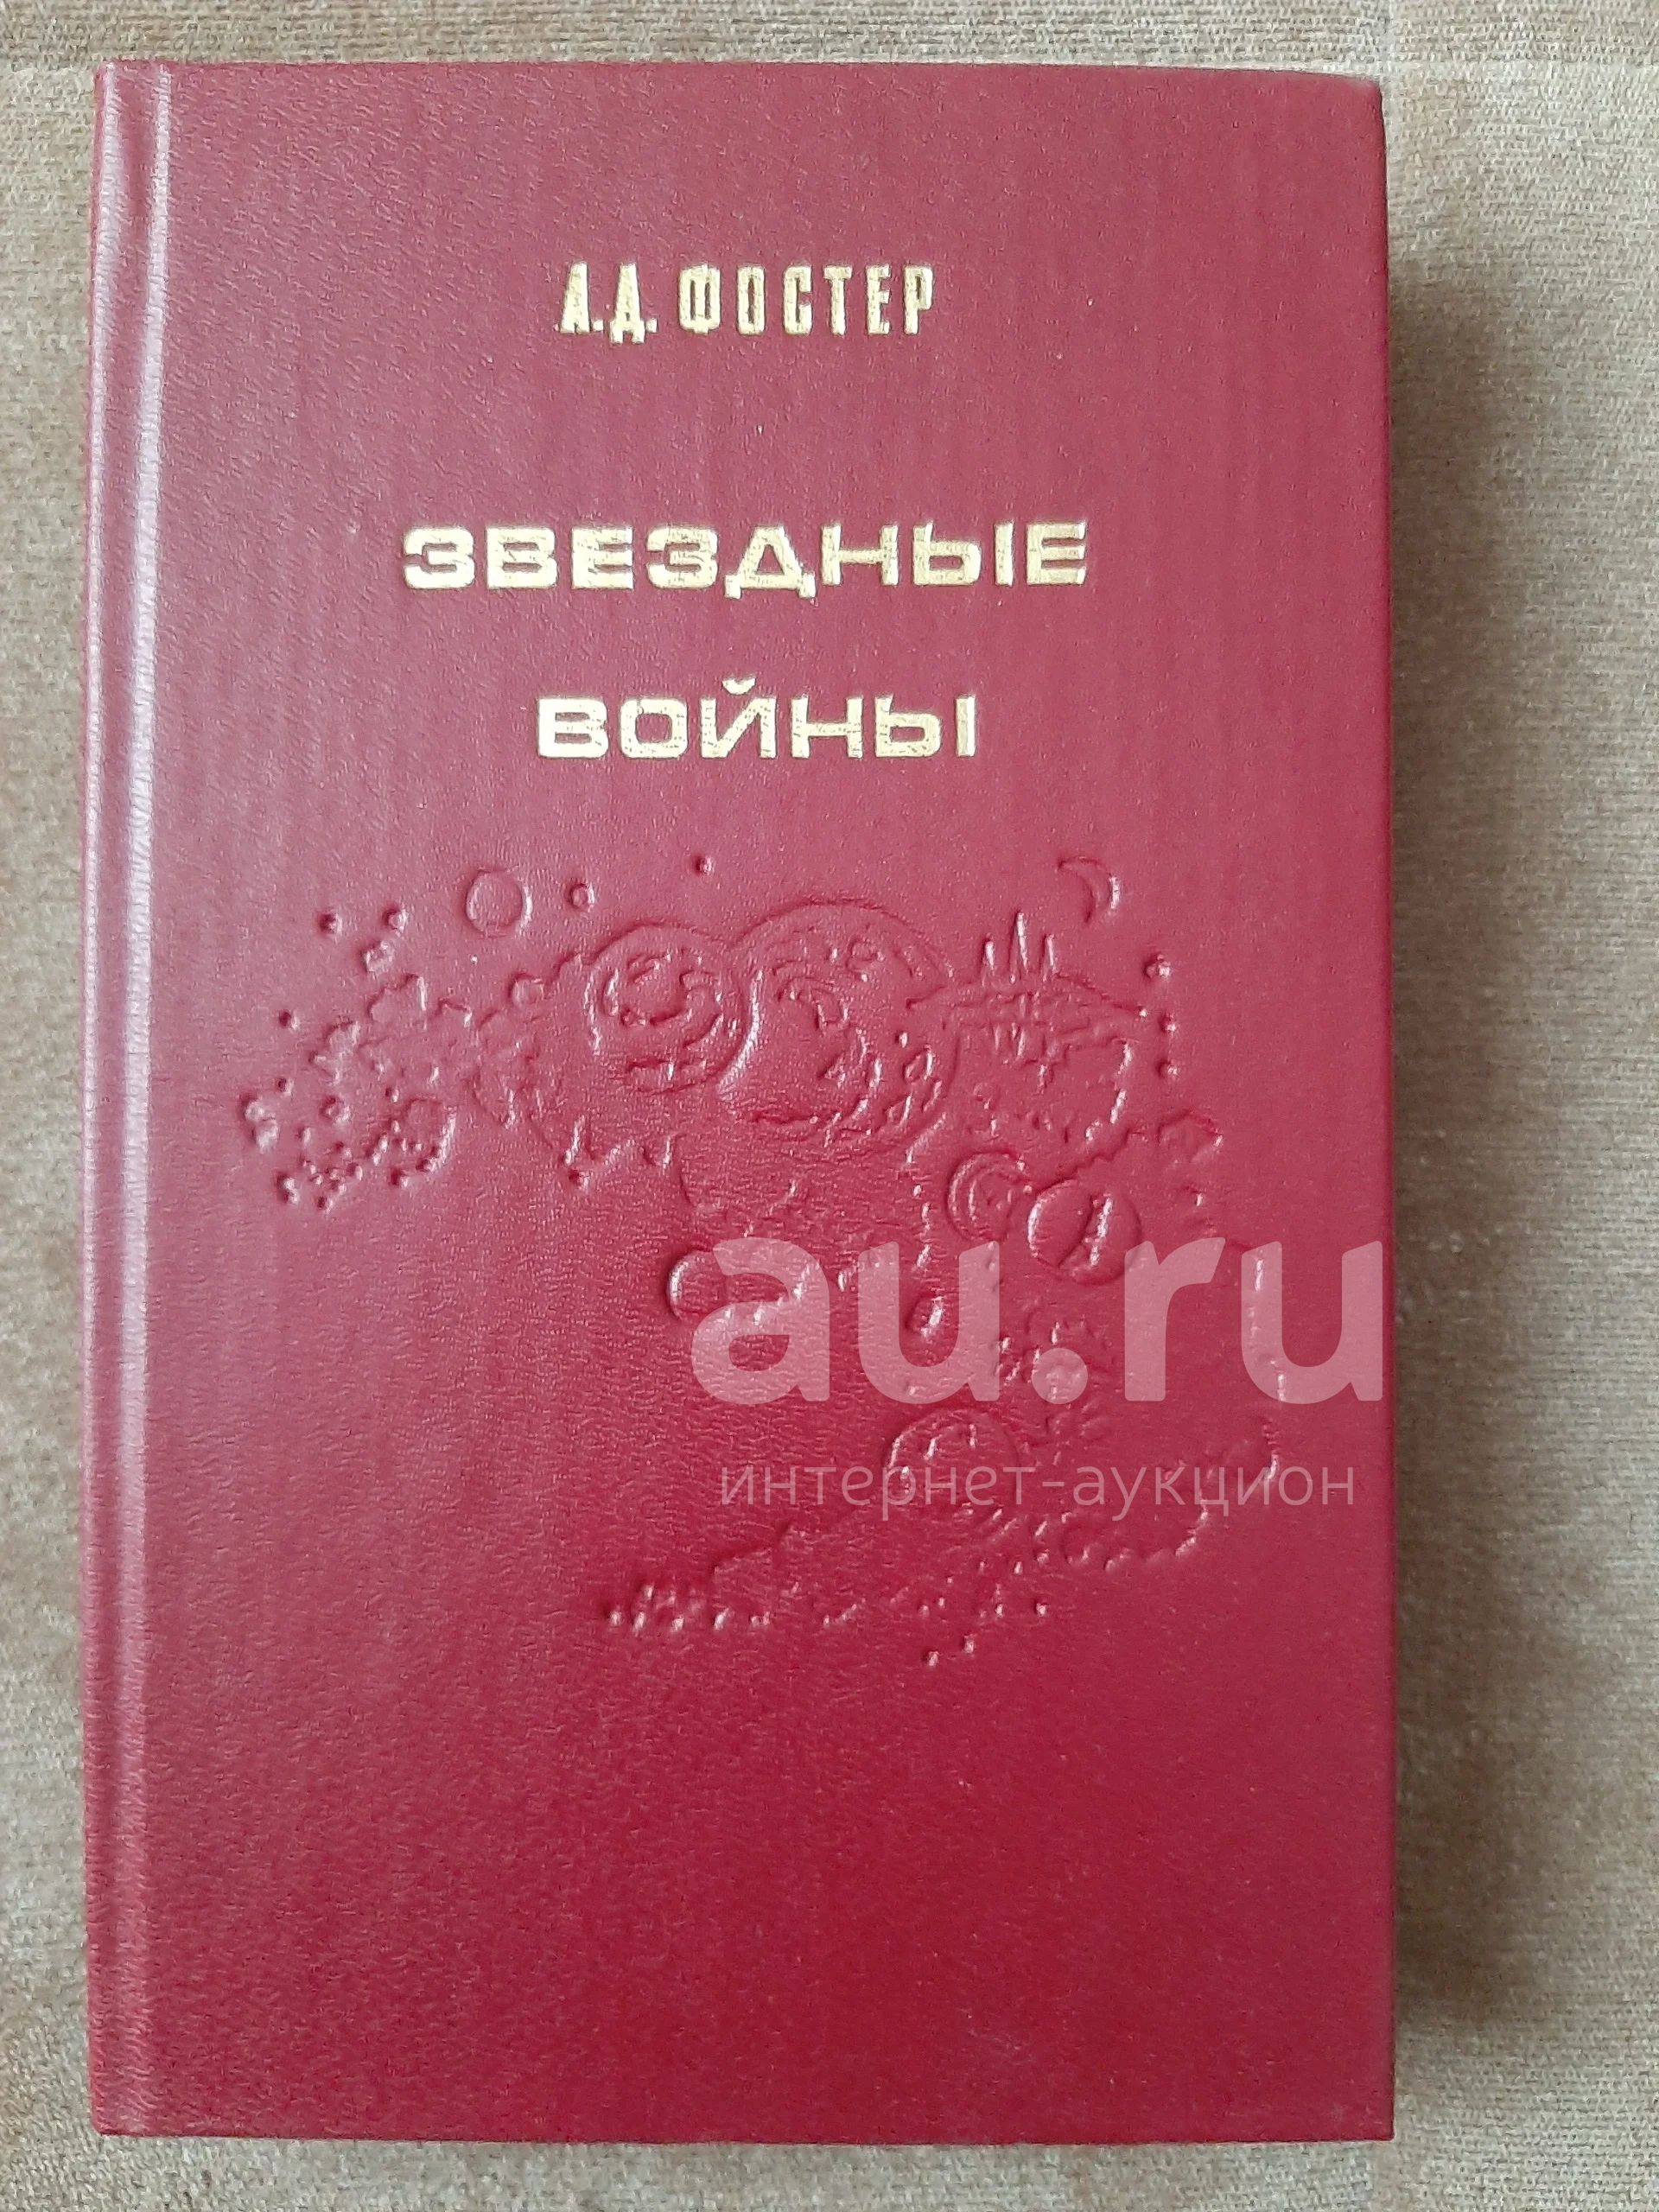 А.Д. ФОСТЕР
ЗВЕЗДНЫЕ
ВОЙНЫ
au.ru
интернет-аукцион